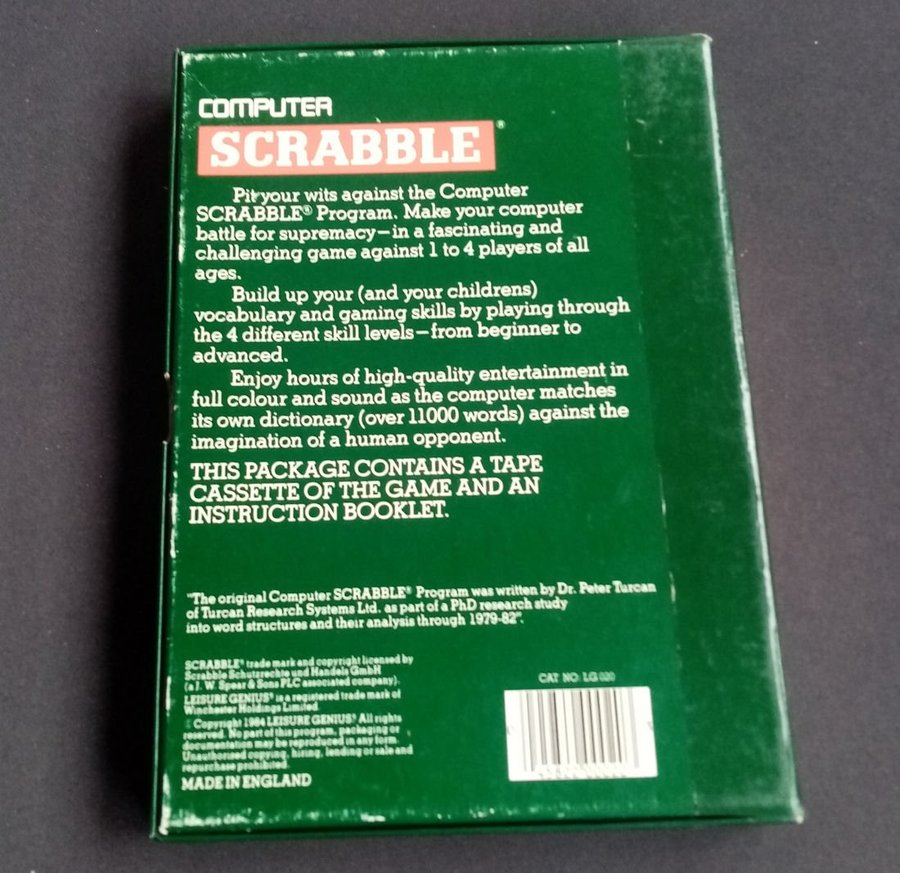 COMPUTER
SCRABBLE®
Pit your wits against the Computer
SCRABBLE® Program. Make your computer
battle for supremacy—in a fascinating and
challenging game against 1 to 4 players of all
ages.
Build up your (and your childrens)
vocabulary and gaming skills by playing through
the 4 different skill levels—from beginner to
advanced.
Enjoy hours of high-quality entertainment in
full colour and sound as the computer matches
its own dictionary (over 11000 words) against the
imagination of a human opponent.
THIS PACKAGE CONTAINS A TAPE
CASSETTE OF THE GAME AND AN
INSTRUCTION BOOKLET.
"The original Computer SCRABBLE® Program was written by Dr. Peter Turcan
of Turcan Research Systems Ltd. as part of a PhD research study
into word structures and their analysis through 1979-82".
SCRABBLE® trade mark and copyright licensed by
Scrabble Schutzrechte und Handels GmbH
(a J. W. Spear & Sons PLC associated company).
LEISURE GENIUS® is a registered trade mark of
Winchester Holdings Limited
© Copyright 1984 LEISURE GENIUS® All rights
reserved. No part of this program, packaging or
documentation may be reproduced in any form.
Unauthorised copying, hiring, lending or sale and
repurchase prohibited.
MADE IN ENGLAND
CAT NO: LG 020